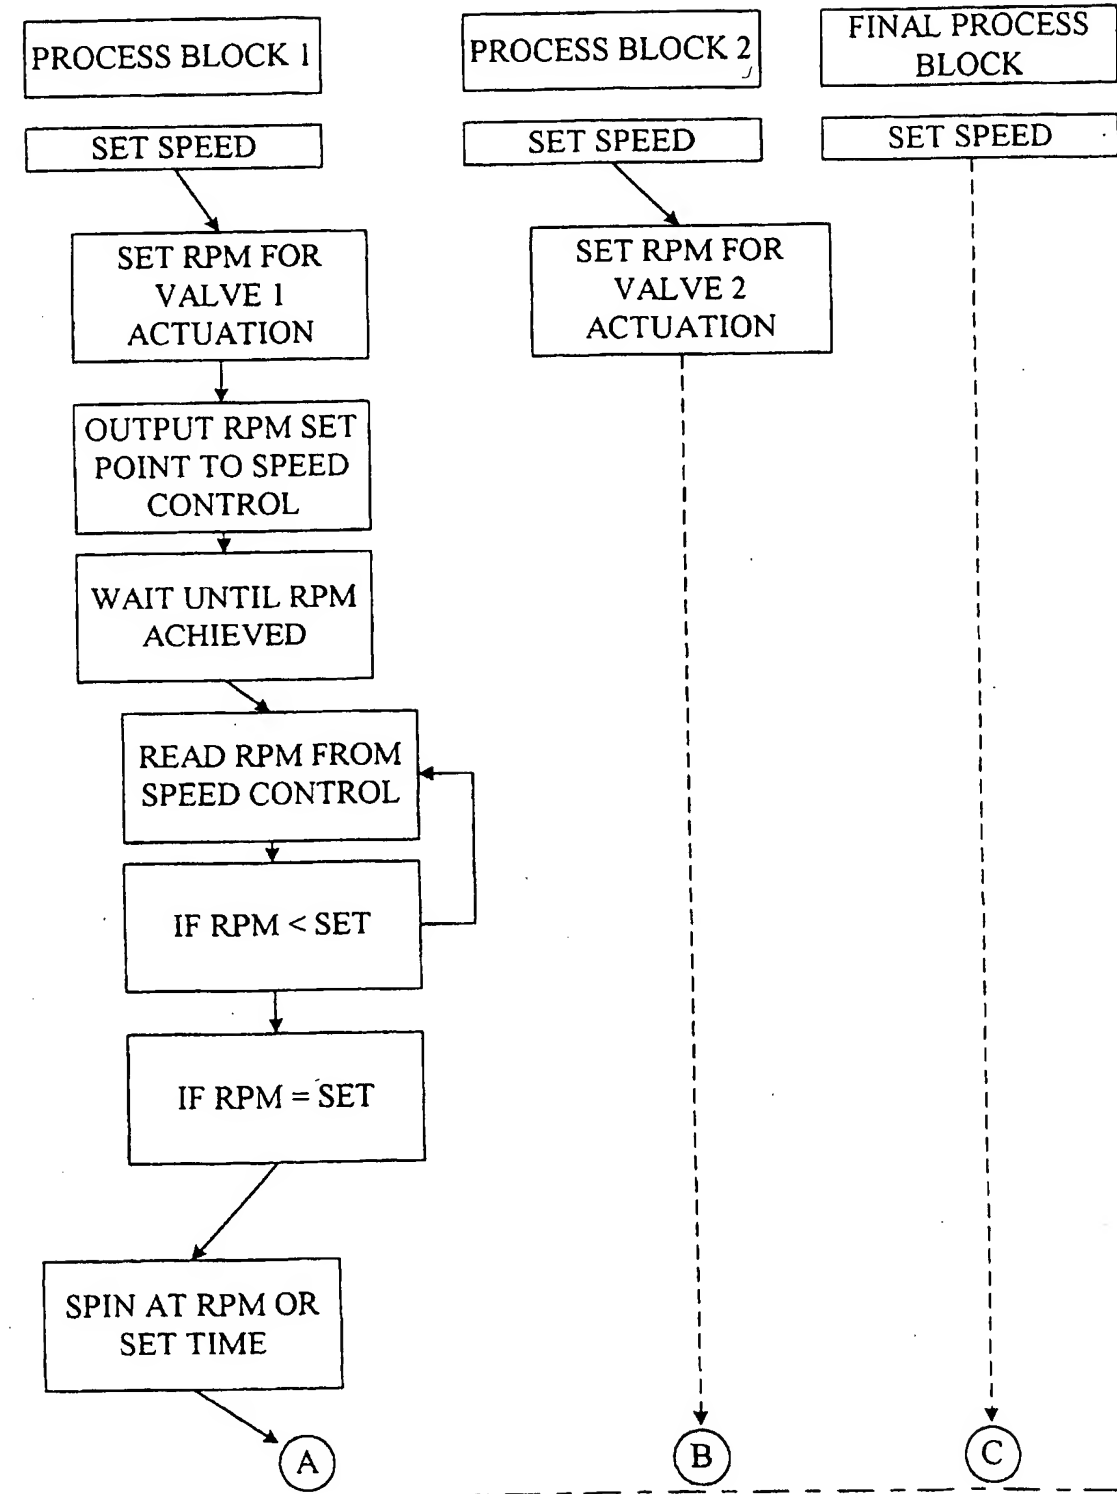 PROCESS BLOCK 1
SET SPEED
SET RPM FOR
VALVE 1
ACTUATION
OUTPUT RPM SET
POINT TO SPEED
CONTROL
WAIT UNTIL RPM
ACHIEVED
READ RPM FROM
SPEED CONTROL
IF RPM < SET
IF RPM = SET
SPIN AT RPM OR
SET TIME
A
PROCESS BLOCK 2
SET SPEED
SET RPM FOR
VALVE 2
ACTUATION
B
FINAL PROCESS
BLOCK
SET SPEED
C